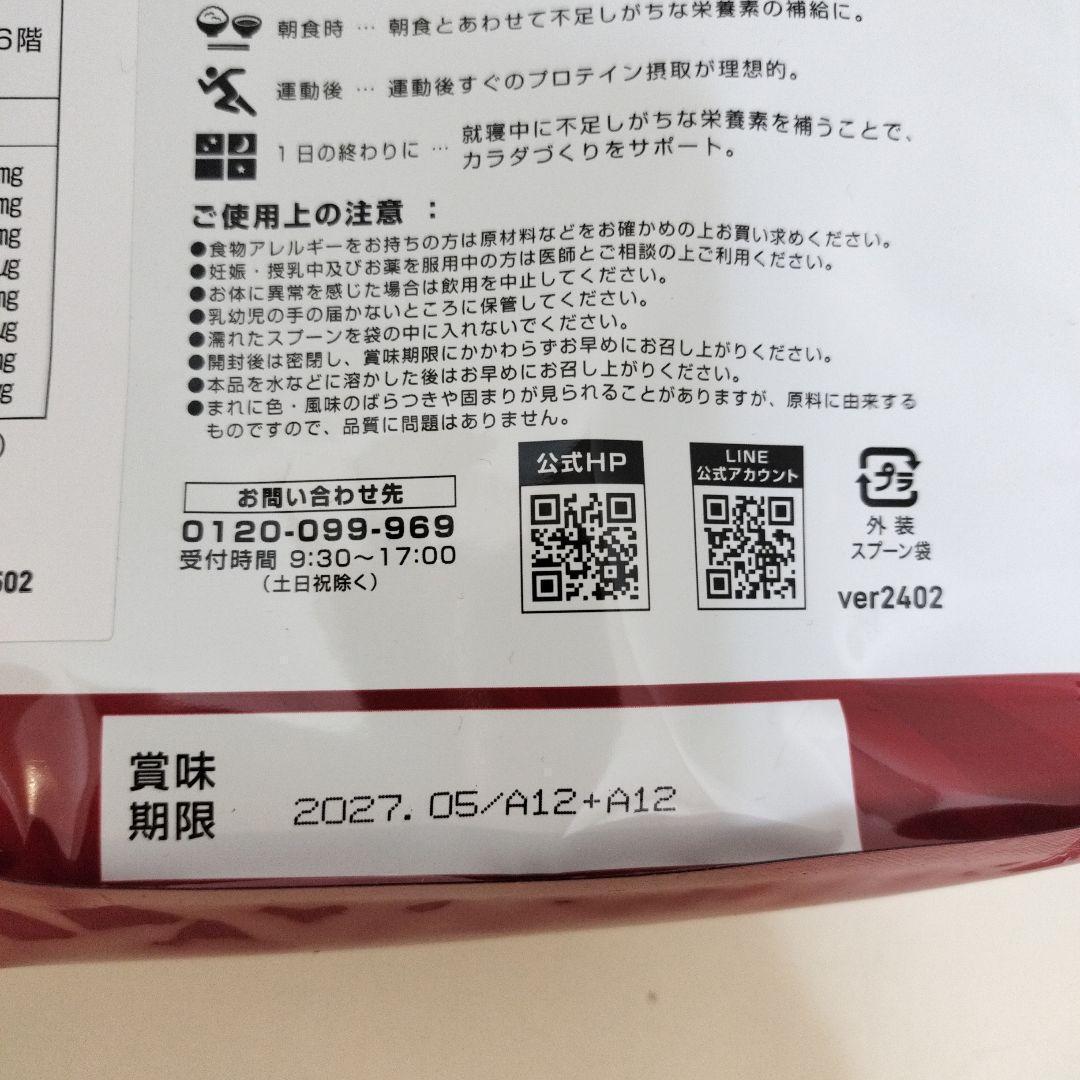 6階
mg
mg
mg
μg
mg
μg
mg
朝食時 … 朝食とあわせて不足しがちな栄養素の補給に。
運動後 … 運動後すぐのプロテイン摂取が理想的。
1日の終わりに … 就寝中に不足しがちな栄養素を補うことで、
カラダづくりをサポート。
ご使用上の注意 :
●食物アレルギーをお持ちの方は原材料などをお確かめの上お買い求めください。
●妊娠・授乳中及びお薬を服用中の方は医師とご相談の上ご利用ください。
●お体に異常を感じた場合は飲用を中止してください。
●乳幼児の手の届かないところに保管してください。
●濡れたスプーンを袋の中に入れないでください。
●開封後は密閉し、賞味期限にかかわらずお早めにお召し上がりください。
●本品を水などに溶かした後はお早めにお召し上がりください。
●まれに色・風味のばらつきや固まりが見られることがありますが、原料に由来する
ものですので、品質に問題はありません。
お問い合わせ先
0120-099-969
受付時間 9:30〜17:00
(土日祝除く)
公式HP
LINE
公式アカウント
プラ
外装
スプーン袋
ver2402
賞味
期限
2027.05/A12+A12